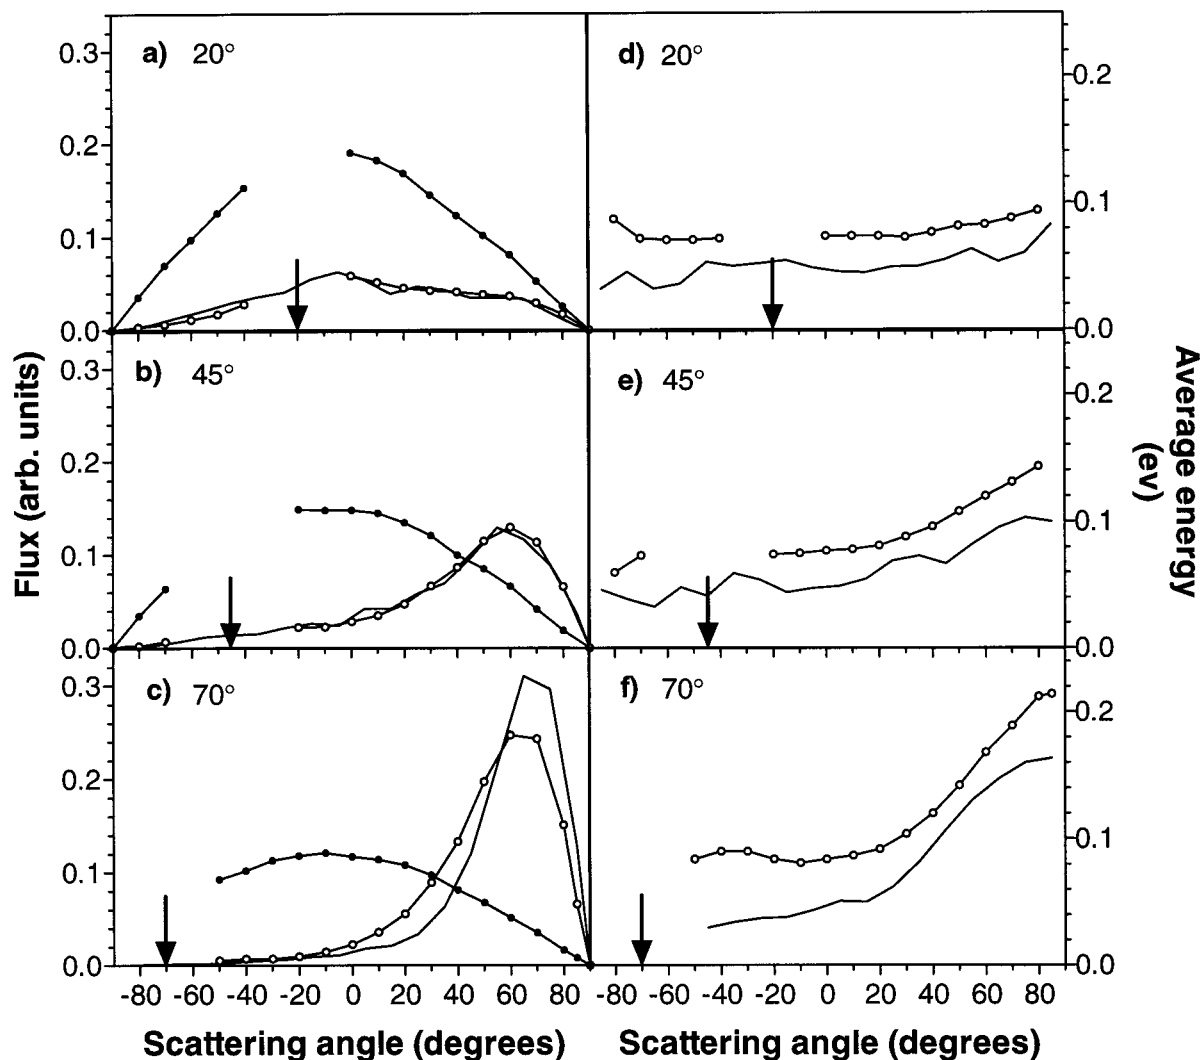 a) 20°
d) 20°
0.3
0.2
0.1
0.0
0.2
0.1
0.0
b) 45°
e) 45°
0.3
0.2
0.1
0.0
0.2
0.1
0.0
c) 70°
f) 70°
0.3
0.2
0.1
0.0
0.2
0.1
0.0
Flux (arb. units)
Average energy
(ev)
-80 -60 -40 -20 0 20 40 60 80
-80 -60 -40 -20 0 20 40 60 80
Scattering angle (degrees)
Scattering angle (degrees)